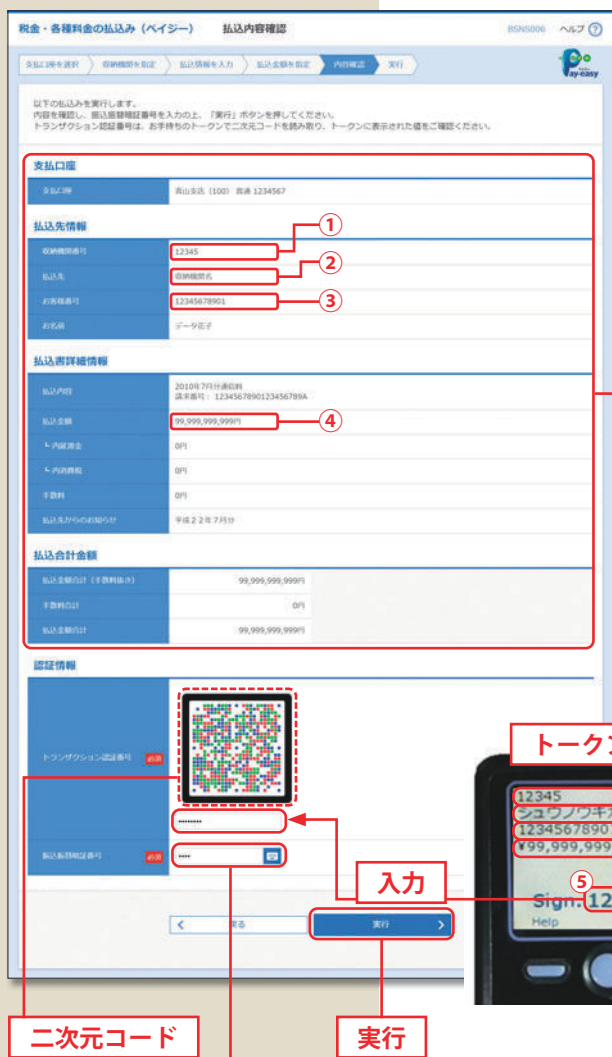 税金・各種料金の払込み（ペイジー） 払込内容確認
BSNS006 ヘルプ ?
支払口座を選択 収納機関を指定 払込情報を入力 払込金額を指定 内容確認 実行
Pay-easy
以下の払込みを実行します。
内容を確認し、振込振替暗証番号を入力の上、「実行」ボタンを押してください。
トランザクション認証番号は、お手持ちのトークンで二次元コードを読み取り、トークンに表示された値をご確認ください。
支払口座
支払口座 青山支店（100） 普通 1234567
払込先情報
①
収納機関番号 12345
②
払込先 収納機関名
③
お客様番号 12345678901
お名前 データ花子
払込書詳細情報
払込内容 2010年7月分通信料
請求番号： 1234567890123456789A
払込金額 99,999,999,999円 ④
┗内延滞金 0円
┗内消費税 0円
手数料 0円
払込先からのお知らせ 平成２２年７月分
払込合計金額
払込金額合計（手数料抜き） 99,999,999,999円
手数料合計 0円
払込金額合計 99,999,999,999円
認証情報
トランザクション認証番号 必須
振込振替暗証番号 必須
入力
戻る 実行
トークン
12345
シュウノウキカ
1234567890
¥99,999,999
⑤
Sign. 12
Help
二次元コード
実行